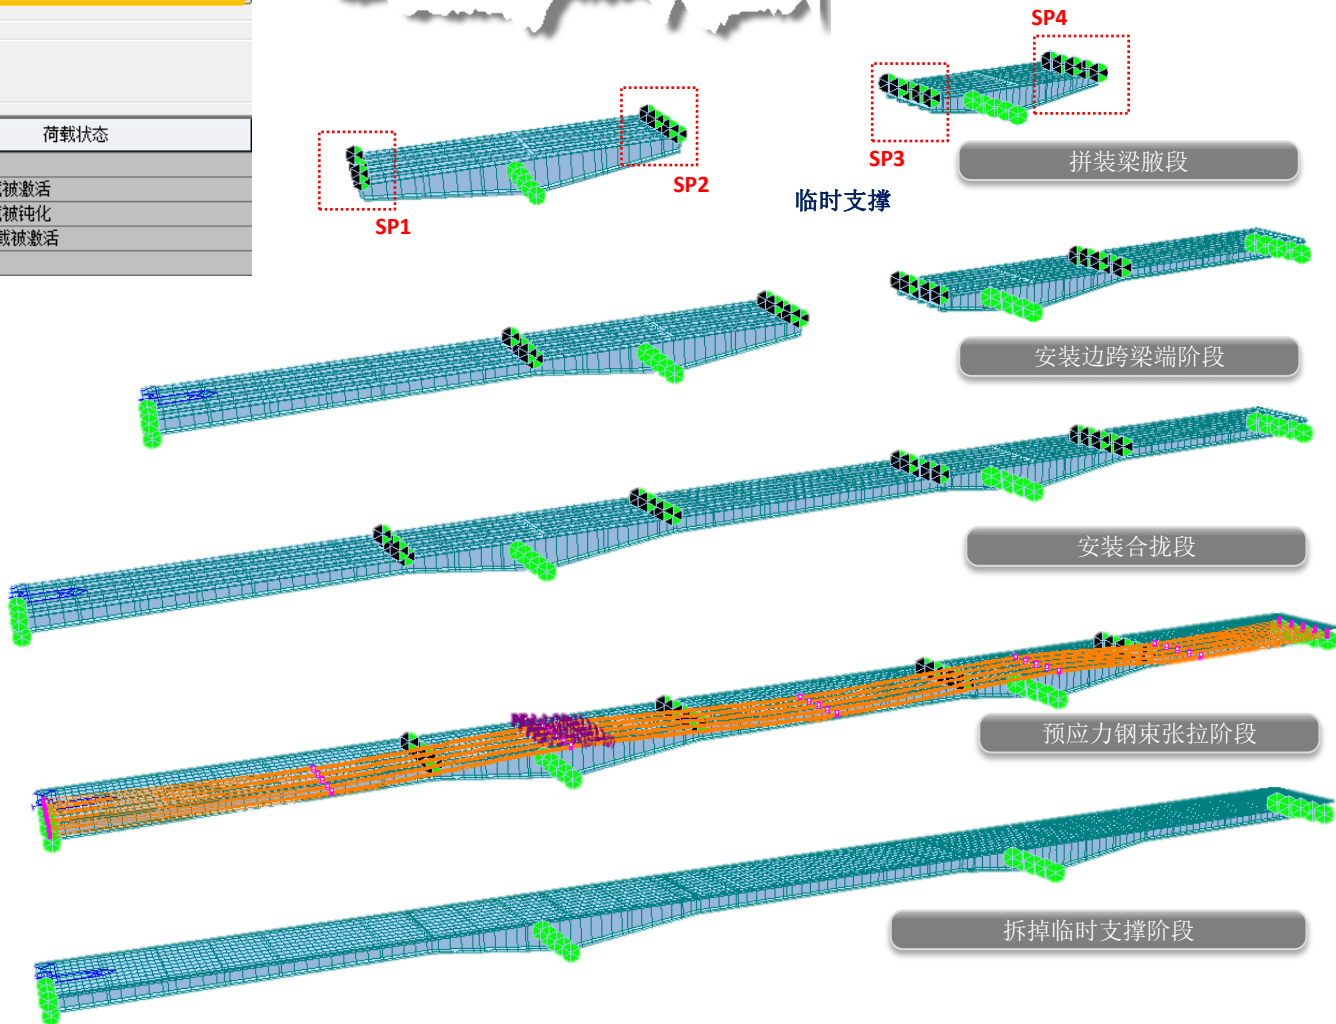 荷载状态
被激活
被钝化
载被激活
SP1
SP2
SP3
SP4
临时支撑
拼装梁腋段
安装边跨梁端阶段
安装合拢段
预应力钢束张拉阶段
拆掉临时支撑阶段